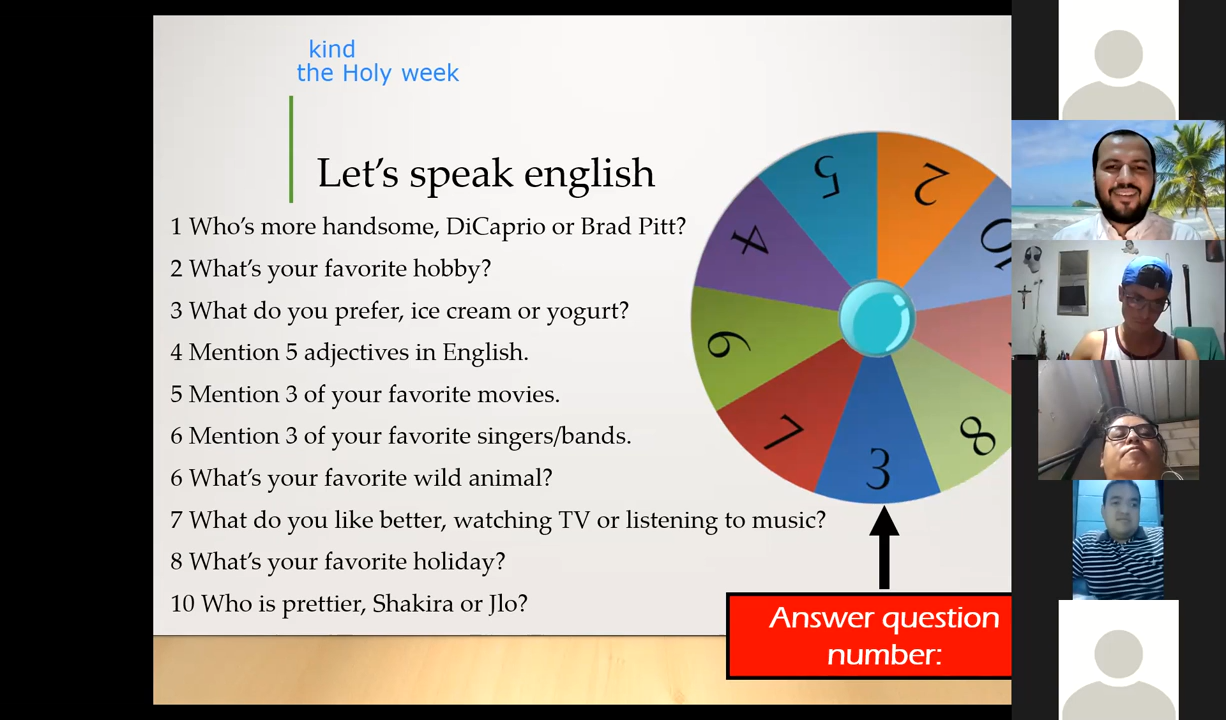 kind
the Holy week
Let's speak english
1 Who's more handsome, DiCaprio or Brad Pitt?
2 What's your favorite hobby?
3 What do you prefer, ice cream or yogurt?
4 Mention 5 adjectives in English.
5 Mention 3 of your favorite movies.
6 Mention 3 of your favorite singers/bands.
6 What's your favorite wild animal?
7 What do you like better, watching TV or listening to music?
8 What's your favorite holiday?
10 Who is prettier, Shakira or Jlo?
5
2
10
4
6
7
3
8
Answer question
number: